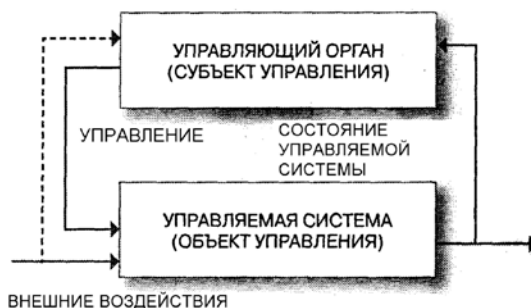 УПРАВЛЯЮЩИЙ ОРГАН
(СУБЪЕКТ УПРАВЛЕНИЯ)
УПРАВЛЕНИЕ
СОСТОЯНИЕ
УПРАВЛЯЕМОЙ
СИСТЕМЫ
УПРАВЛЯЕМАЯ СИСТЕМА
(ОБЪЕКТ УПРАВЛЕНИЯ)
ВНЕШНИЕ ВОЗДЕЙСТВИЯ